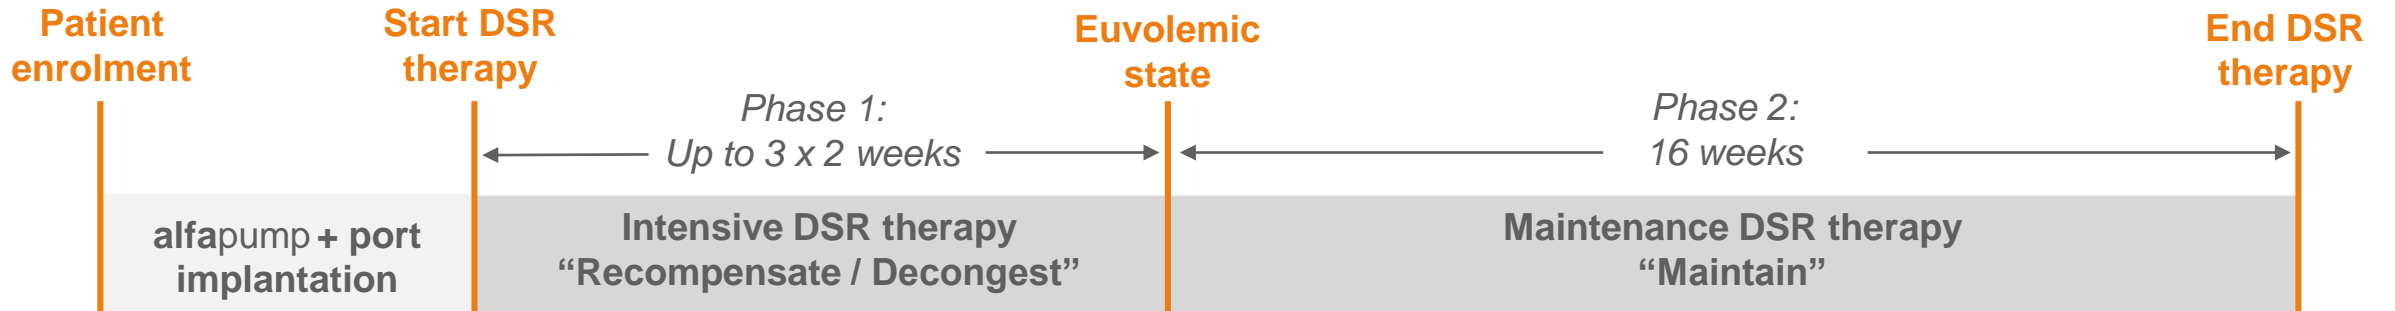 Patient
enrolment
Start DSR
therapy
Euvolemic
state
End DSR
therapy
Phase 1:
Up to 3 x 2 weeks
Phase 2:
16 weeks
alfapump + port
implantation
Intensive DSR therapy
“Recompensate / Decongest”
Maintenance DSR therapy
“Maintain”